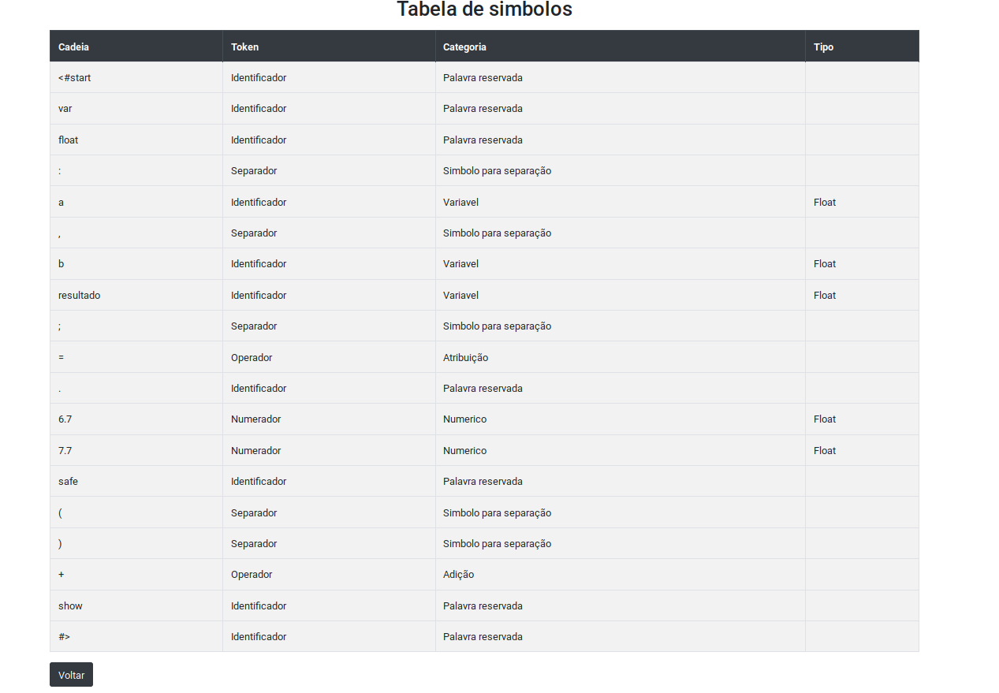 Tabela de simbolos
Cadeia Token Categoria Tipo
<#start Identificador Palavra reservada
var Identificador Palavra reservada
float Identificador Palavra reservada
: Separador Simbolo para separação
a Identificador Variavel Float
, Separador Simbolo para separação
b Identificador Variavel Float
resultado Identificador Variavel Float
; Separador Simbolo para separação
= Operador Atribuição
. Identificador Palavra reservada
6.7 Numerador Numerico Float
7.7 Numerador Numerico Float
safe Identificador Palavra reservada
( Separador Simbolo para separação
) Separador Simbolo para separação
+ Operador Adição
show Identificador Palavra reservada
#> Identificador Palavra reservada
Voltar